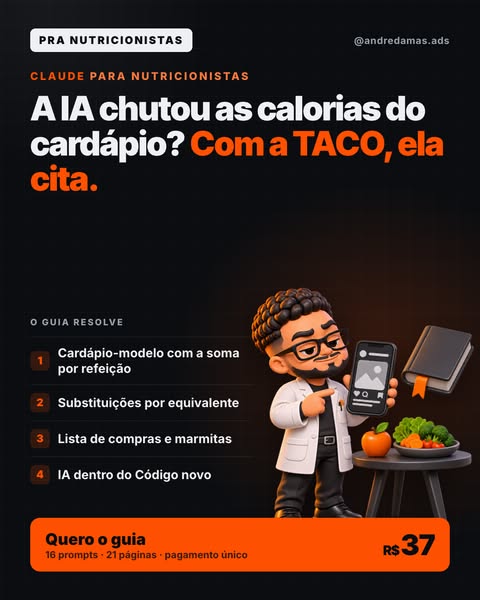 PRA NUTRICIONISTAS
@andredamas.ads
CLAUDE PARA NUTRICIONISTAS
A IA chutou as calorias do
cardápio? Com a TACO, ela
cita.
O GUIA RESOLVE
1 Cardápio-modelo com a soma
por refeição
2 Substituições por equivalente
3 Lista de compras e marmitas
4 IA dentro do Código novo
Quero o guia
16 prompts · 21 páginas · pagamento único
R$37